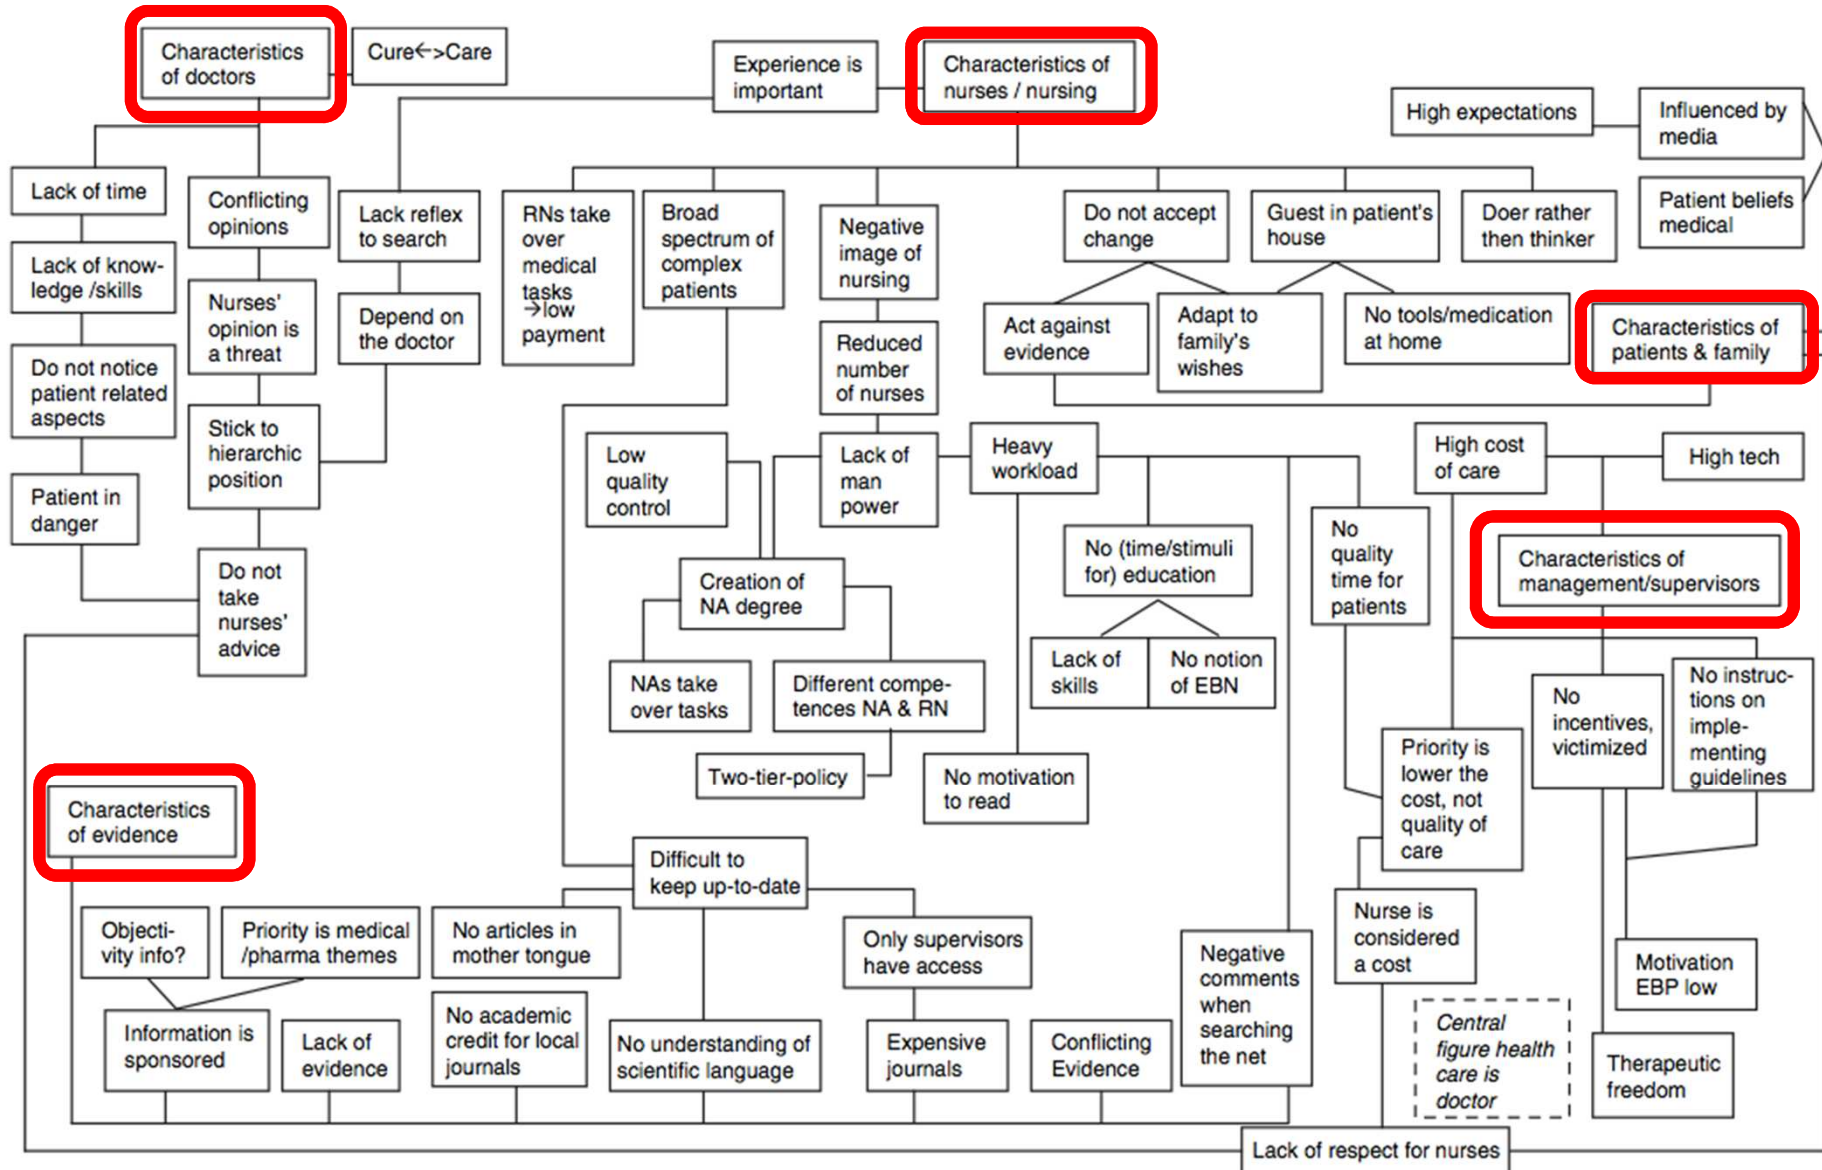 Characteristics
of doctors
Cure<->Care
Experience is
important
Characteristics of
nurses / nursing
High expectations
Influenced by
media
Patient beliefs
medical
Lack of time
Lack of know-
ledge /skills
Do not notice
patient related
aspects
Patient in
danger
Conflicting
opinions
Nurses'
opinion is
a threat
Stick to
hierarchic
position
Do not
take
nurses'
advice
Lack reflex
to search
Depend on
the doctor
RNs take
over
medical
tasks
→low
payment
Broad
spectrum of
complex
patients
Negative
image of
nursing
Reduced
number
of nurses
Lack of
man
power
Do not accept
change
Guest in patient's
house
Doer rather
then thinker
Act against
evidence
Adapt to
family's
wishes
No tools/medication
at home
Characteristics of
patients & family
Low
quality
control
Heavy
workload
High cost
of care
High tech
Creation of
NA degree
No (time/stimuli
for) education
No
quality
time for
patients
Characteristics of
management/supervisors
NAs take
over tasks
Different compe-
tences NA & RN
Lack of
skills
No notion
of EBN
Two-tier-policy
No motivation
to read
Priority is
lower the
cost, not
quality of
care
No
incentives,
victimized
No instruc-
tions on
imple-
menting
guidelines
Characteristics
of evidence
Difficult to
keep up-to-date
Objecti-
vity info?
Priority is medical
/pharma themes
No articles in
mother tongue
Only supervisors
have access
Negative
comments
when
searching
the net
Nurse is
considered
a cost
Motivation
EBP low
Information is
sponsored
Lack of
evidence
No academic
credit for local
journals
No understanding of
scientific language
Expensive
journals
Conflicting
Evidence
Central
figure health
care is
doctor
Therapeutic
freedom
Lack of respect for nurses